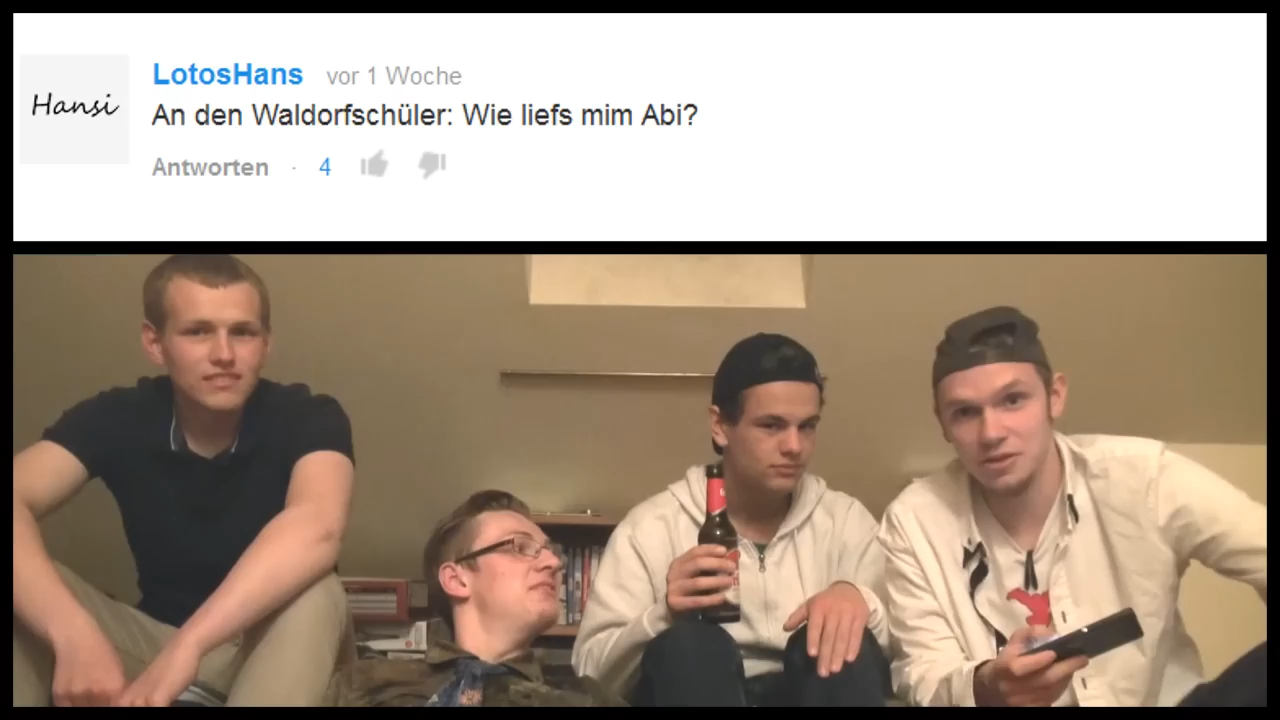 Hansi
LotosHans vor 1 Woche
An den Waldorfschüler: Wie liefs mim Abi?
Antworten · 4